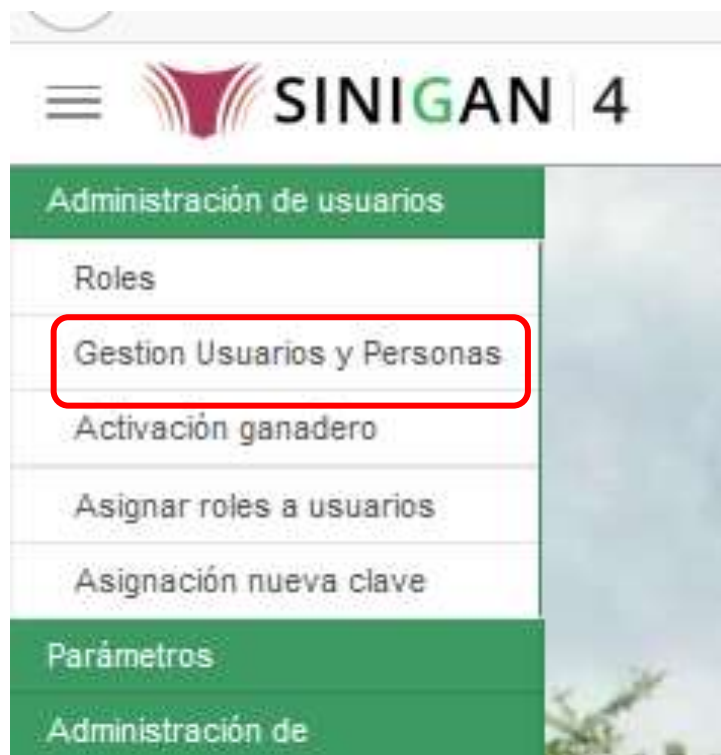 SINIGAN 4
Administración de usuarios
Roles
Gestion Usuarios y Personas
Activación ganadero
Asignar roles a usuarios
Asignación nueva clave
Parámetros
Administración de